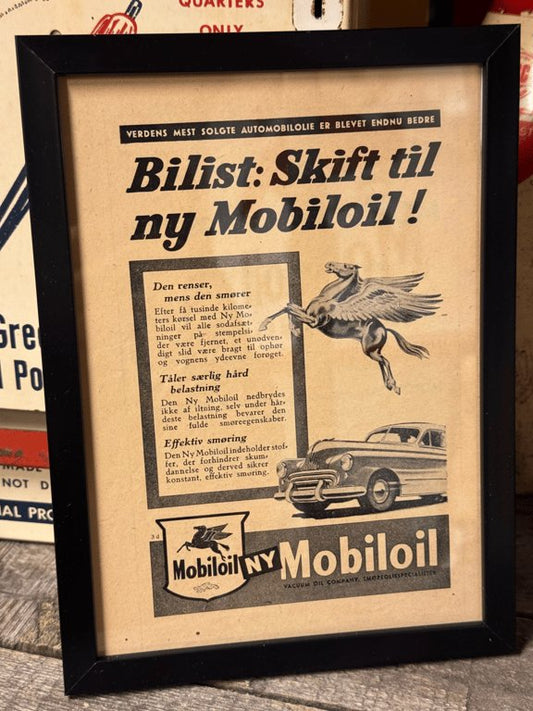 QUARTERS
ONLY
VERDENS MEST SOLGTE AUTOMOBILOLIE ER BLEVET ENDNU BEDRE
Bilist: Skift til
ny Mobiloil!
Den renser,
mens den smører
Efter få tusinde kilome-
ters kørsel med Ny Mo-
biloil vil alle sodafsæt-
ninger på stempelsi-
der være fjernet, et unødven-
digt slid være bragt til ophør
og vognens ydeevne forøget.
Tåler særlig hård
belastning
Den Ny Mobiloil nedbrydes
ikke af iltning, selv under hår-
deste belastning bevarer den
sine fulde smøreegenskaber.
Effektiv smøring
Den Ny Mobiloil indeholder stof-
fer, der forhindrer skum-
dannelse og derved sikrer
konstant, effektiv smøring.
3d
Mobiloil
NY Mobiloil
VACUUM OIL COMPANY, SMØREOLIESPECIALISTER
Gre
Po
MADE
NOT D
AL PRO